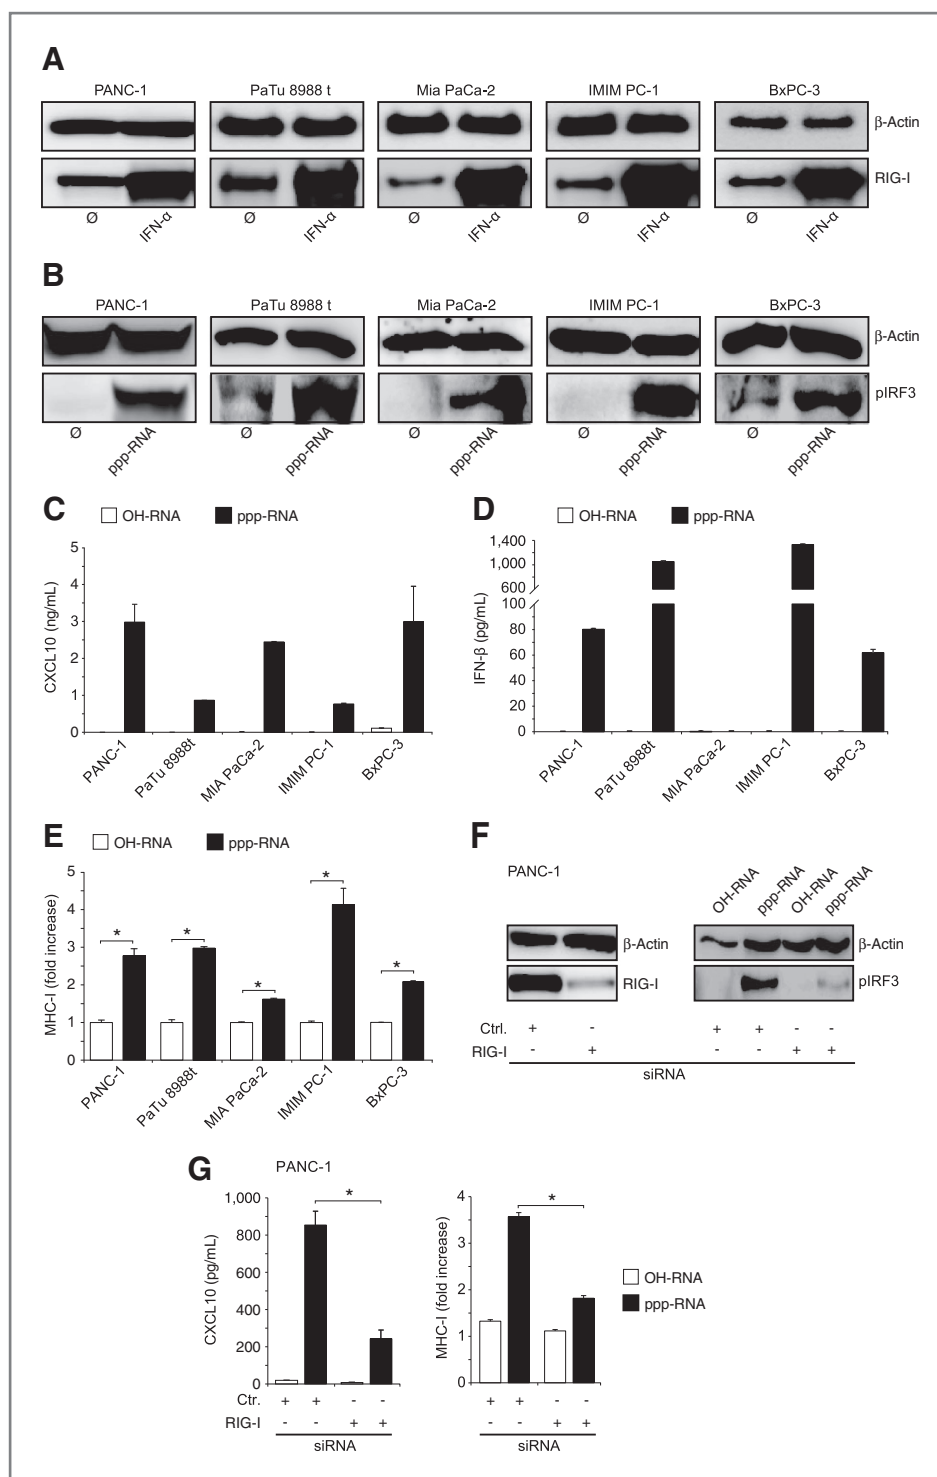 A
PANC-1 PaTu 8988 t Mia PaCa-2 IMIM PC-1 BxPC-3
β-Actin
RIG-I
Ø IFN-α Ø IFN-α Ø IFN-α Ø IFN-α Ø IFN-α
B
PANC-1 PaTu 8988 t Mia PaCa-2 IMIM PC-1 BxPC-3
β-Actin
pIRF3
Ø ppp-RNA Ø ppp-RNA Ø ppp-RNA Ø ppp-RNA Ø ppp-RNA
C
OH-RNA ppp-RNA
CXCL10 (ng/mL)
5
4
3
2
1
0
PANC-1 PaTu 8988t MIA PaCa-2 IMIM PC-1 BxPC-3
D
OH-RNA ppp-RNA
IFN-β (pg/mL)
1,400
1,000
600
100
80
60
40
20
0
PANC-1 PaTu 8988t MIA PaCa-2 IMIM PC-1 BxPC-3
E
OH-RNA ppp-RNA
MHC-I (fold increase)
5
4
3
2
1
0
* * * * *
PANC-1 PaTu 8988t MIA PaCa-2 IMIM PC-1 BxPC-3
F
PANC-1
OH-RNA ppp-RNA OH-RNA ppp-RNA
β-Actin β-Actin
RIG-I pIRF3
Ctrl. + - + + - -
RIG-I - + - - + +
siRNA
G
PANC-1
CXCL10 (pg/mL)
1,000
800
600
400
200
0
*
Ctr. + + - -
RIG-I - - + +
siRNA
MHC-I (fold increase)
4
3
2
1
0
*
+ + - -
- - + +
siRNA
OH-RNA
ppp-RNA